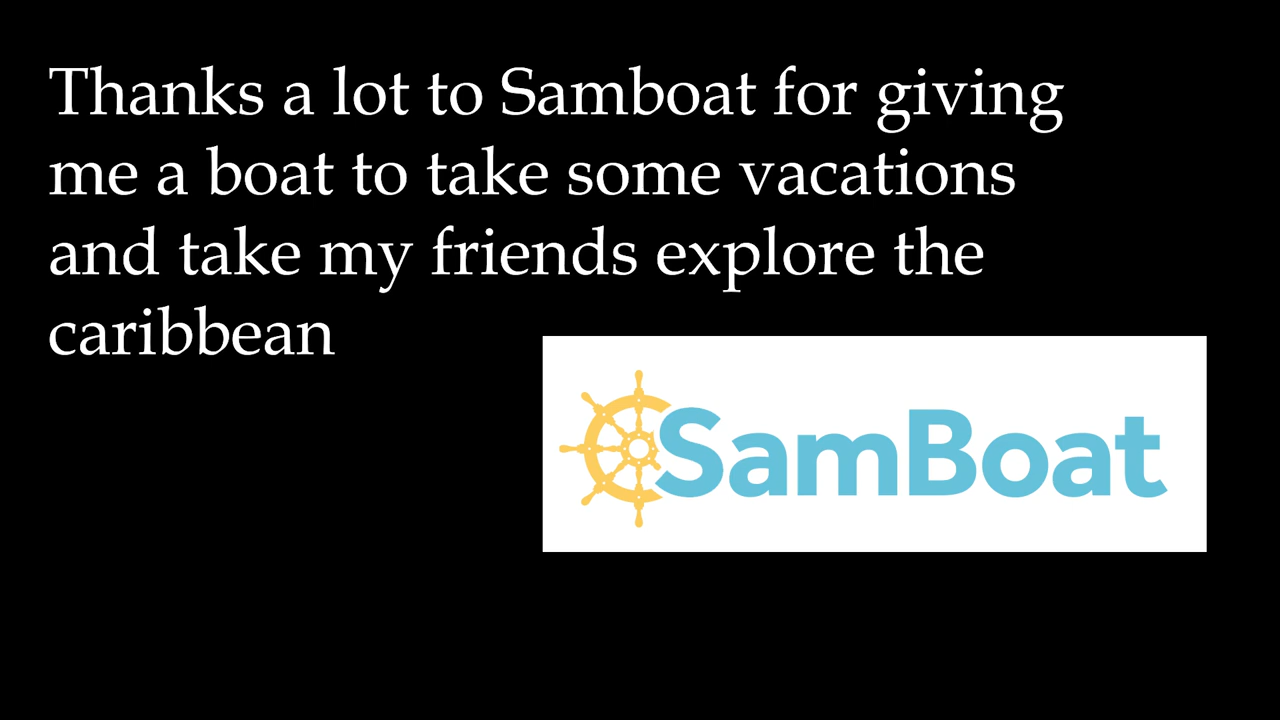 Thanks a lot to Samboat for giving
me a boat to take some vacations
and take my friends explore the
caribbean
SamBoat